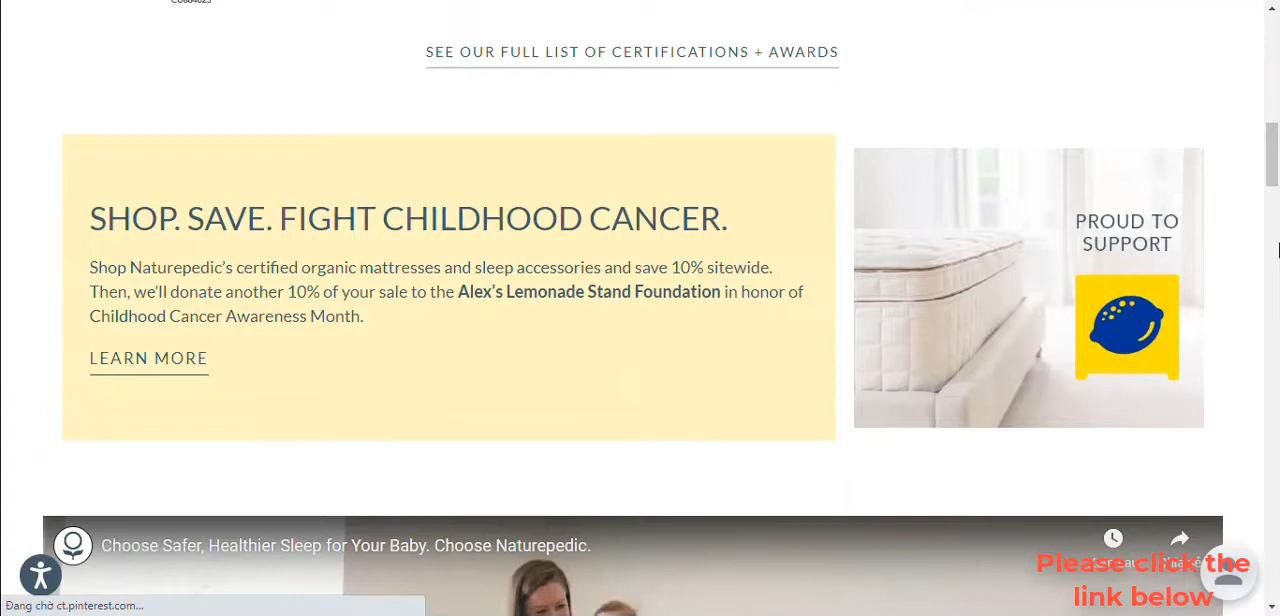 SEE OUR FULL LIST OF CERTIFICATIONS + AWARDS
SHOP. SAVE. FIGHT CHILDHOOD CANCER.
Shop Naturepedic's certified organic mattresses and sleep accessories and save 10% sitewide.
Then, we'll donate another 10% of your sale to the Alex's Lemonade Stand Foundation in honor of
Childhood Cancer Awareness Month.
LEARN MORE
PROUD TO
SUPPORT
Choose Safer, Healthier Sleep for Your Baby. Choose Naturepedic.
Please click the
link below
Đang chờ ct.pinterest.com...